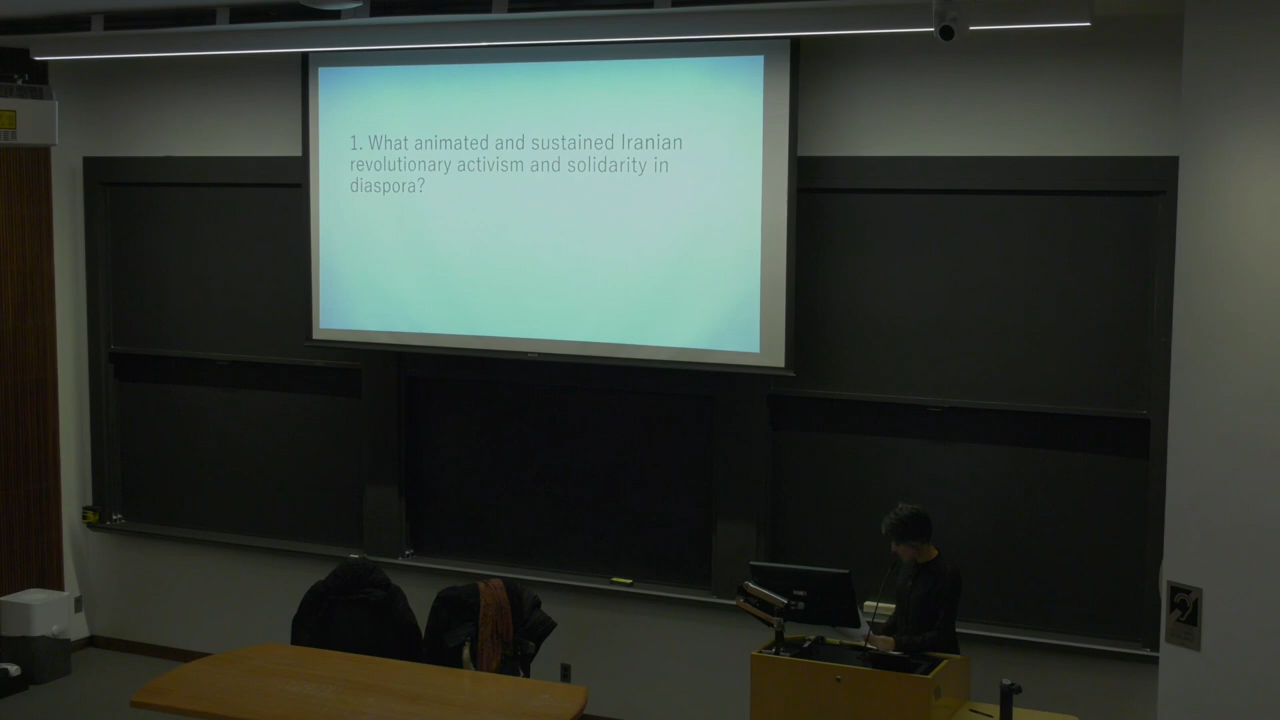 1. What animated and sustained Iranian
revolutionary activism and solidarity in
diaspora?